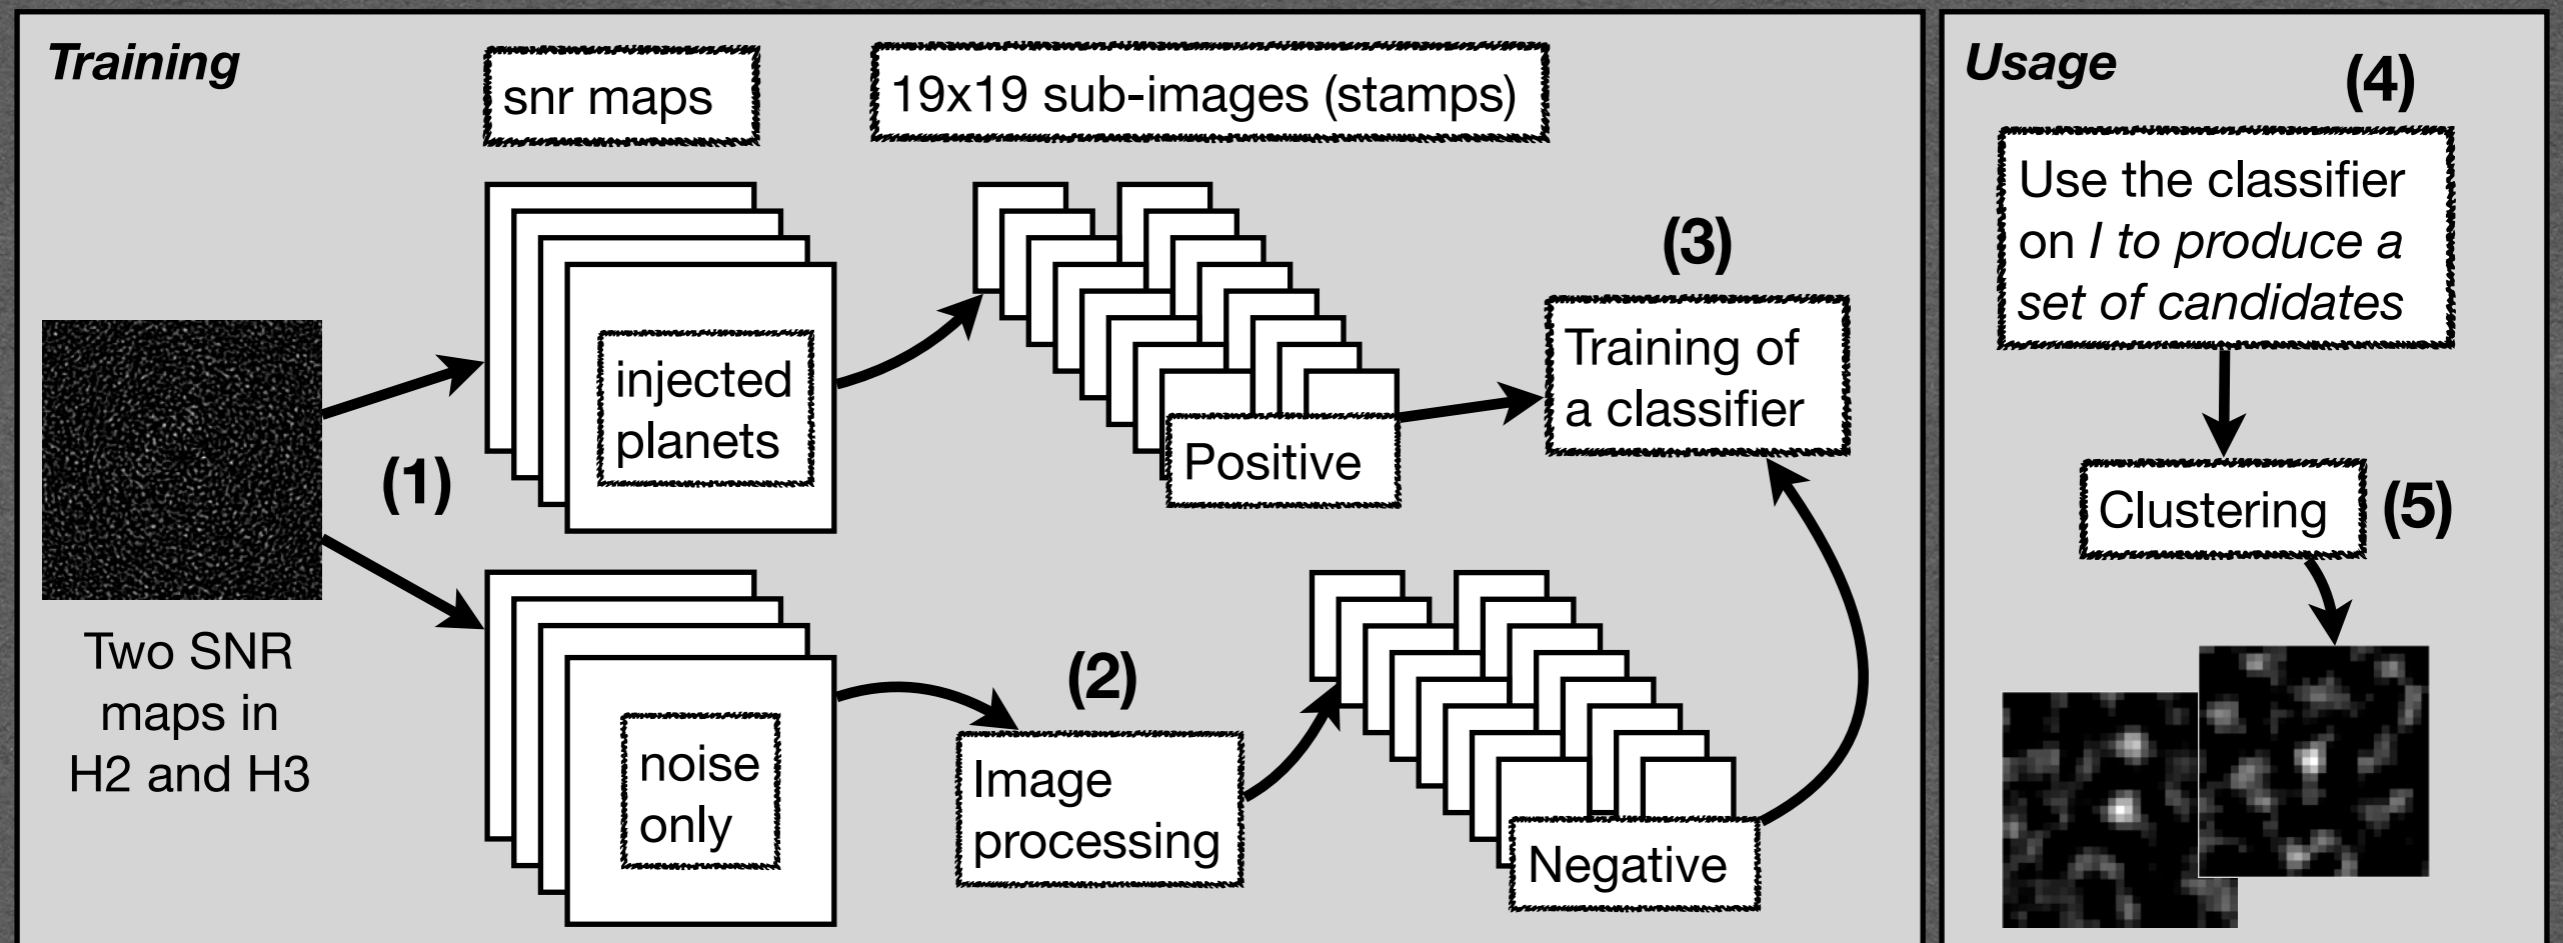 Training
snr maps
19x19 sub-images (stamps)
Two SNR
maps in
H2 and H3
(1)
injected
planets
Positive
(3)
Training of
a classifier
noise
only
(2)
Image
processing
Negative
Usage
(4)
Use the classifier
on I to produce a
set of candidates
Clustering
(5)